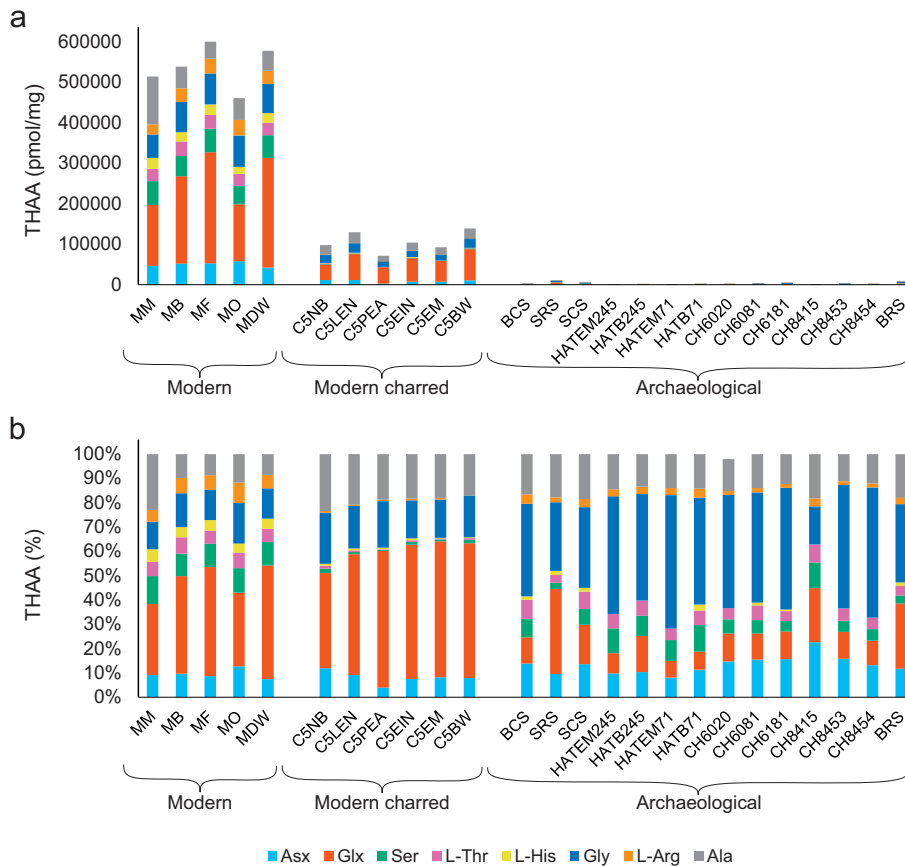 a
THAA (pmol/mg)
600000
500000
400000
300000
200000
100000
0
MM
MB
MF
MO
MDW
C5NB
C5LEN
C5PEA
C5EIN
C5EM
C5BW
BCS
SRS
SCS
HATEM245
HATB245
HATEM71
HATB71
CH6020
CH6081
CH6181
CH8415
CH8453
CH8454
BRS
Modern
Modern charred
Archaeological
b
THAA (%)
100%
90%
80%
70%
60%
50%
40%
30%
20%
10%
0%
MM
MB
MF
MO
MDW
C5NB
C5LEN
C5PEA
C5EIN
C5EM
C5BW
BCS
SRS
SCS
HATEM245
HATB245
HATEM71
HATB71
CH6020
CH6081
CH6181
CH8415
CH8453
CH8454
BRS
Modern
Modern charred
Archaeological
Asx Glx Ser L-Thr L-His Gly L-Arg Ala